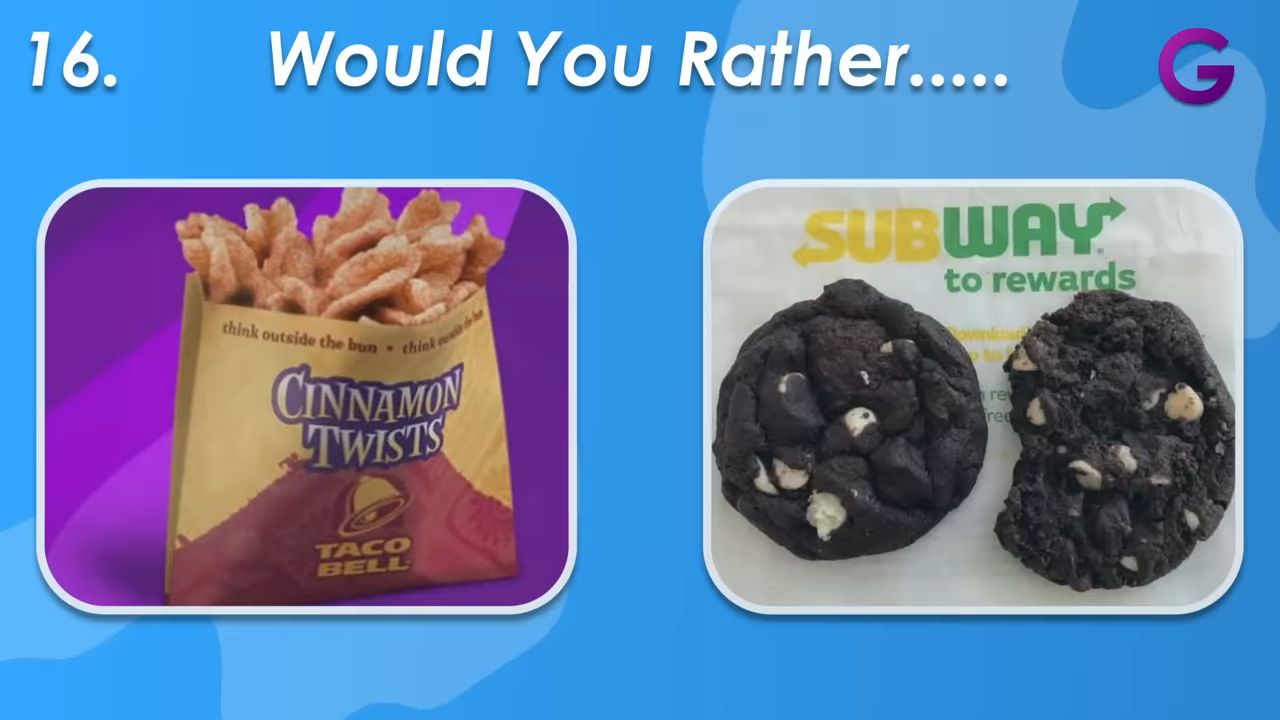 16. Would You Rather.....
G
think outside the bun • think outside the bun
CINNAMON
TWISTS
TACO
BELL
SUBWAY
to rewards
Download